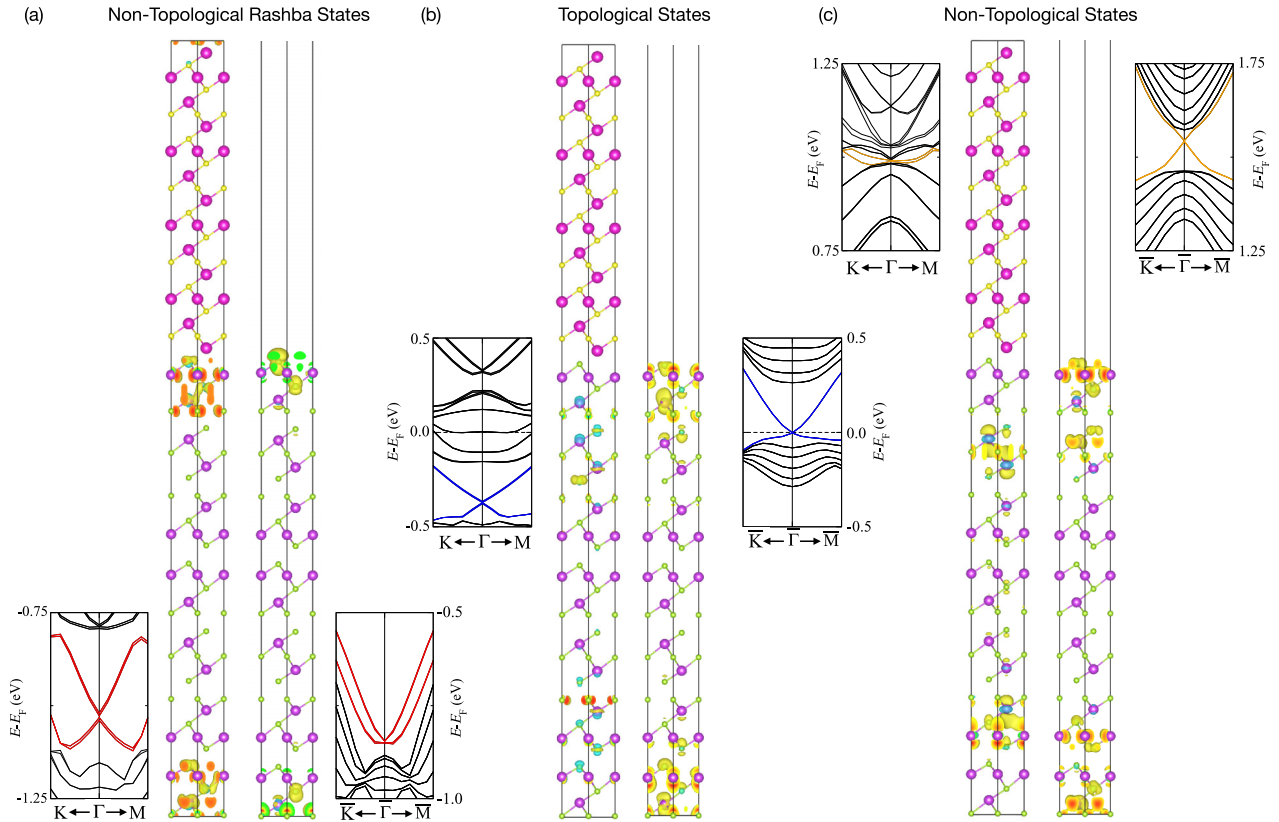 (a) Non-Topological Rashba States
(b) Topological States
(c) Non-Topological States
1.25
E-E_F (eV)
0.75
K ← Γ → M
1.75
E-E_F (eV)
1.25
K̅ ← Γ̅ → M̅
0.5
E-E_F (eV)
0.0
-0.5
K ← Γ → M
0.5
E-E_F (eV)
0.0
-0.5
K̅ ← Γ̅ → M̅
-0.75
E-E_F (eV)
-1.25
K ← Γ → M
-0.5
E-E_F (eV)
-1.0
K̅ ← Γ̅ → M̅